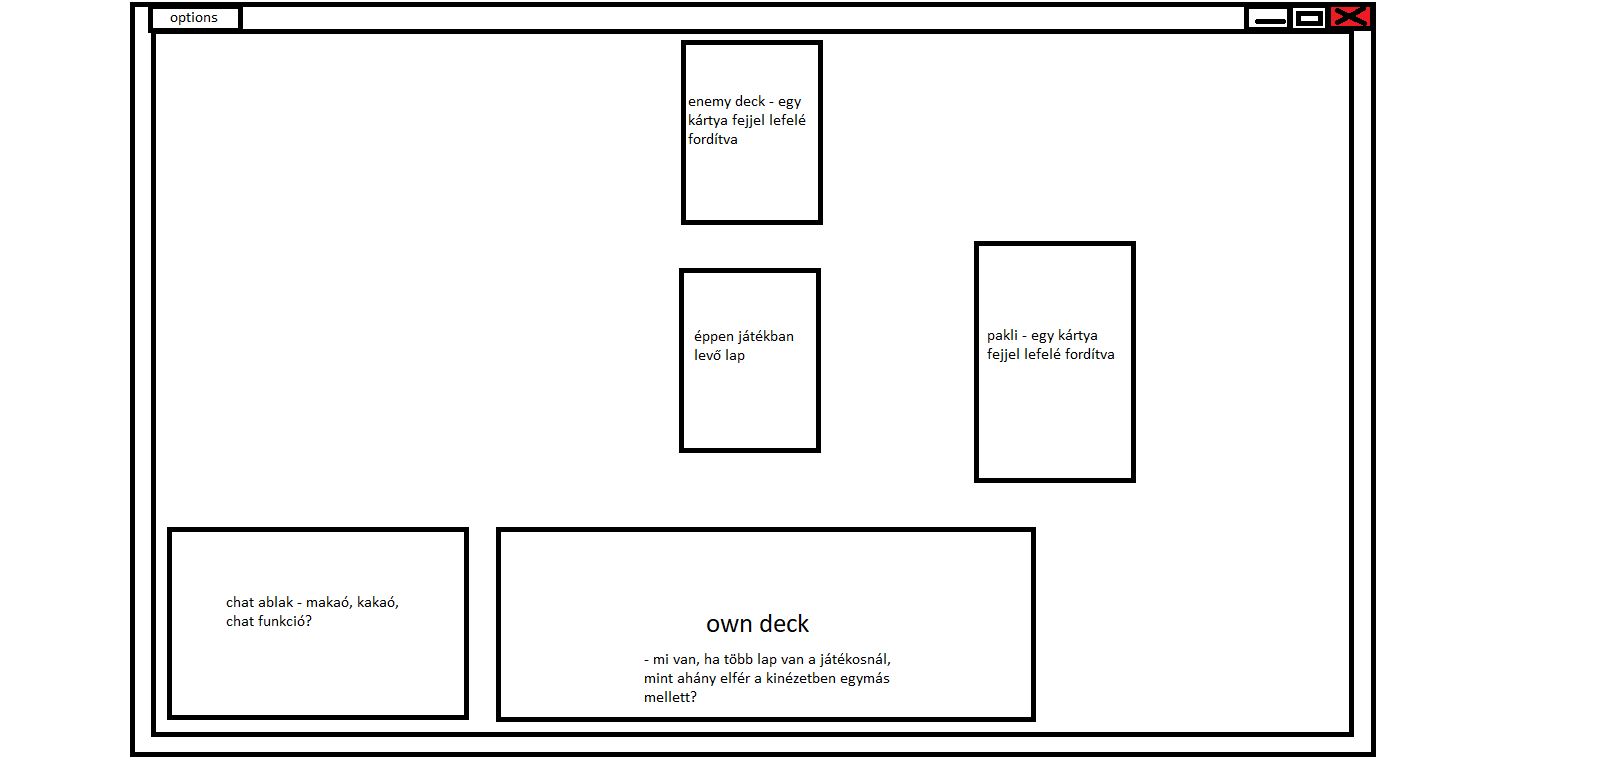 options
enemy deck - egy
kártya fejjel lefelé
fordítva
éppen játékban
levő lap
pakli - egy kártya
fejjel lefelé fordítva
chat ablak - makaó, kakaó,
chat funkció?
own deck
- mi van, ha több lap van a játékosnál,
mint ahány elfér a kinézetben egymás
mellett?